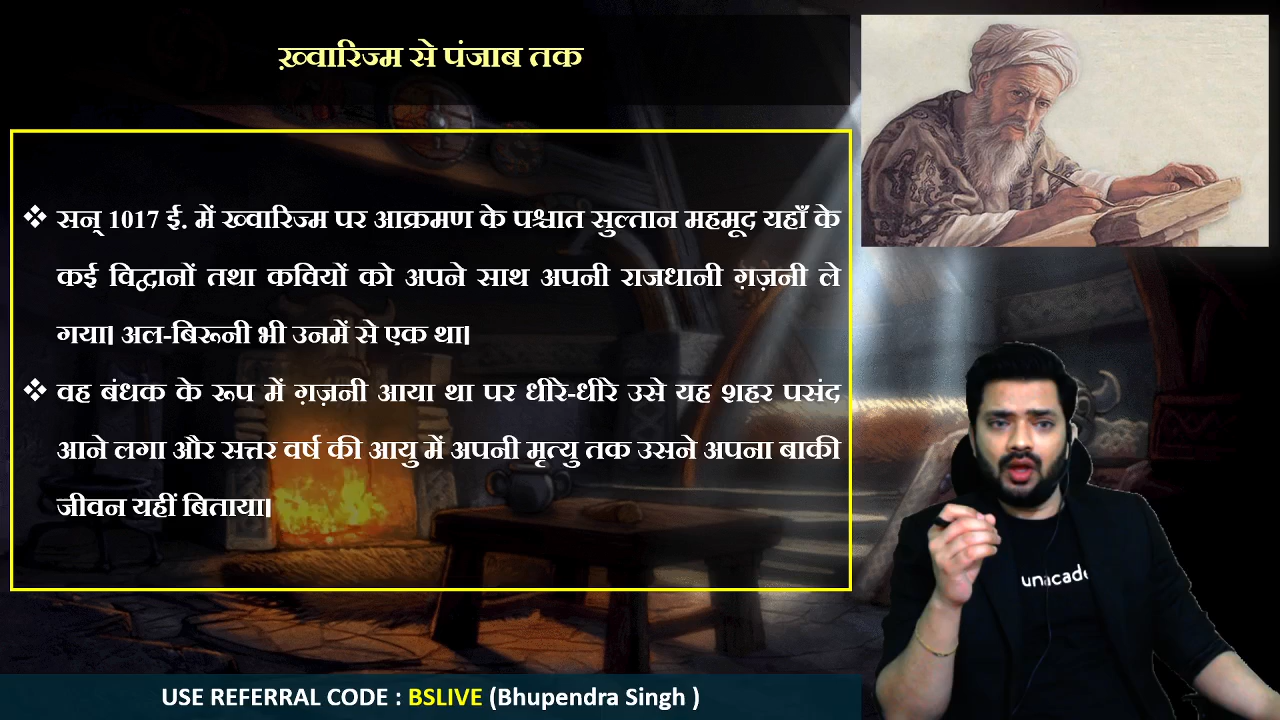 ख़्वारिज्म से पंजाब तक
❖ सन् 1017 ई. में ख्वारिज्म पर आक्रमण के पश्चात सुल्तान महमूद यहाँ के
कई विद्वानों तथा कवियों को अपने साथ अपनी राजधानी ग़ज़नी ले
गया। अल-बिरूनी भी उनमें से एक था।
❖ वह बंधक के रूप में ग़ज़नी आया था पर धीरे-धीरे उसे यह शहर पसंद
आने लगा और सत्तर वर्ष की आयु में अपनी मृत्यु तक उसने अपना बाकी
जीवन यहीं बिताया।
unacade
USE REFERRAL CODE : BSLIVE (Bhupendra Singh )